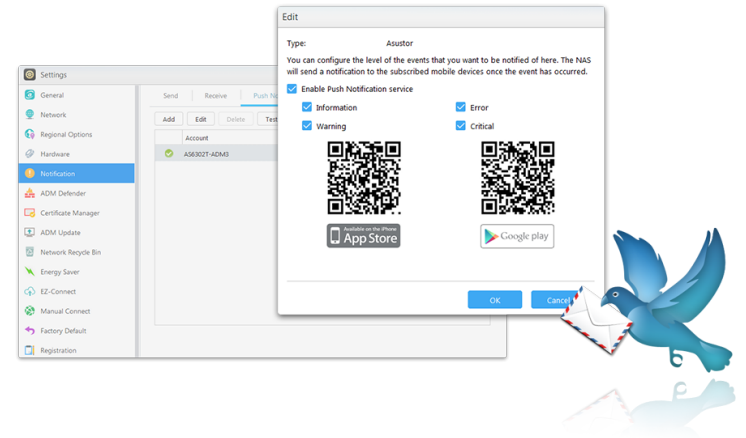 Edit
Type: Asustor
You can configure the level of the events that you want to be notified of here. The NAS
will send a notification to the subscribed mobile devices once the event has occurred.
Enable Push Notification service
Information
Error
Warning
Critical
Available on the iPhone
App Store
Google play
OK
Cancel
Settings
General
Network
Regional Options
Hardware
Notification
ADM Defender
Certificate Manager
ADM Update
Network Recycle Bin
Energy Saver
EZ-Connect
Manual Connect
Factory Default
Registration
Send Receive Push No
Add Edit Delete Test
Account
AS6302T-ADM3